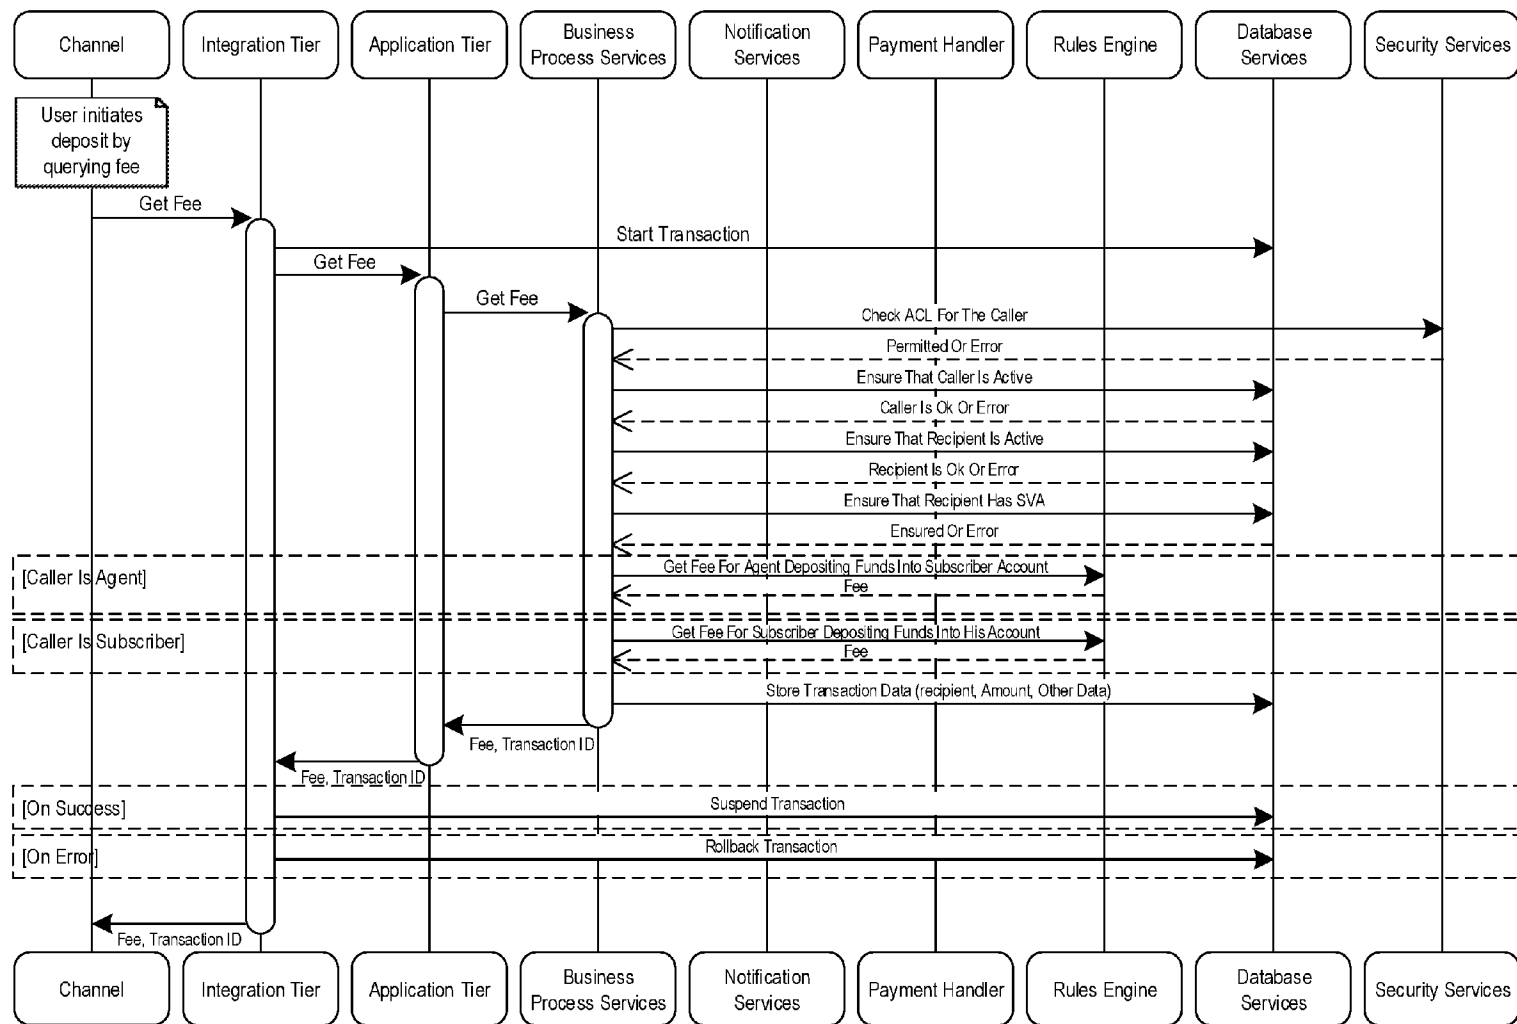 Channel
Integration Tier
Application Tier
Business
Process Services
Notification
Services
Payment Handler
Rules Engine
Database
Services
Security Services
User initiates
deposit by
querying fee
Get Fee
Start Transaction
Get Fee
Get Fee
Check ACL For The Caller
Permitted Or Error
Ensure That Caller Is Active
Caller Is Ok Or Error
Ensure That Recipient Is Active
Recipient Is Ok Or Error
Ensure That Recipient Has SVA
Ensured Or Error
[Caller Is Agent]
Get Fee For Agent Depositing Funds Into Subscriber Account
Fee
[Caller Is Subscriber]
Get Fee For Subscriber Depositing Funds Into His Account
Fee
Store Transaction Data (recipient, Amount, Other Data)
Fee, Transaction ID
Fee, Transaction ID
[On Success]
Suspend Transaction
[On Error]
Rollback Transaction
Fee, Transaction ID
Channel
Integration Tier
Application Tier
Business
Process Services
Notification
Services
Payment Handler
Rules Engine
Database
Services
Security Services